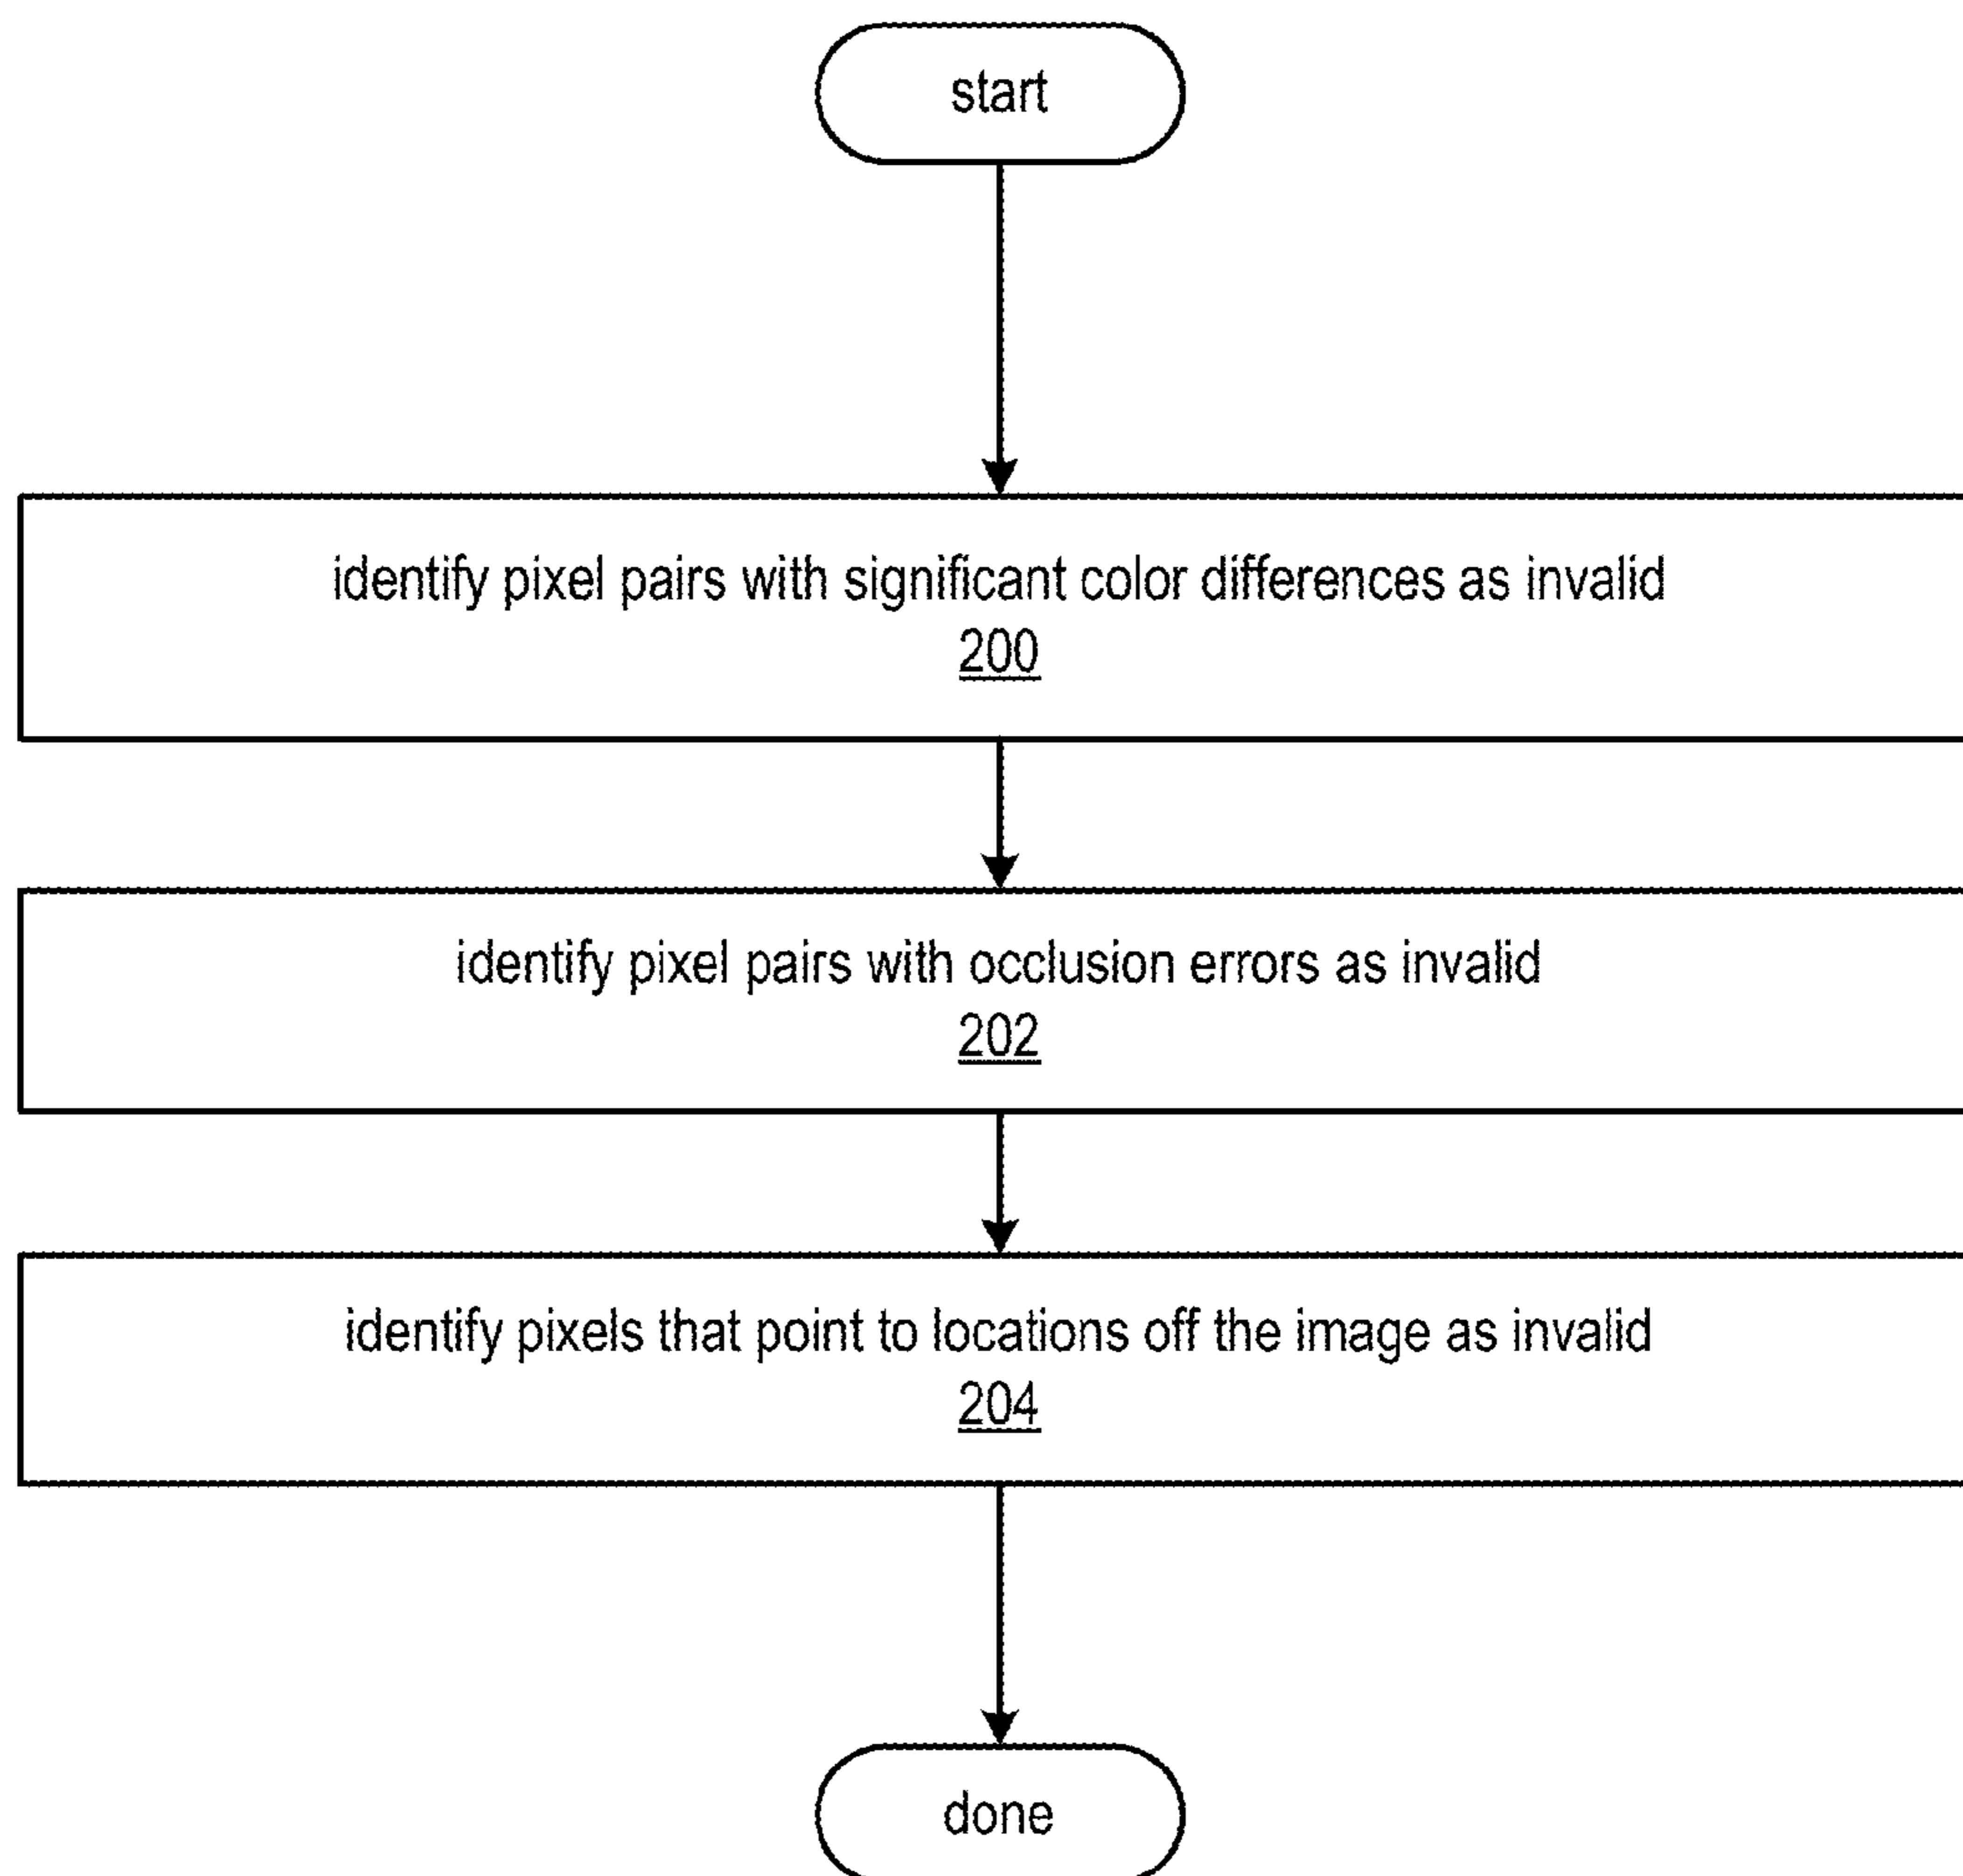 start
identify pixel pairs with significant color differences as invalid
200
identify pixel pairs with occlusion errors as invalid
202
identify pixels that point to locations off the image as invalid
204
done